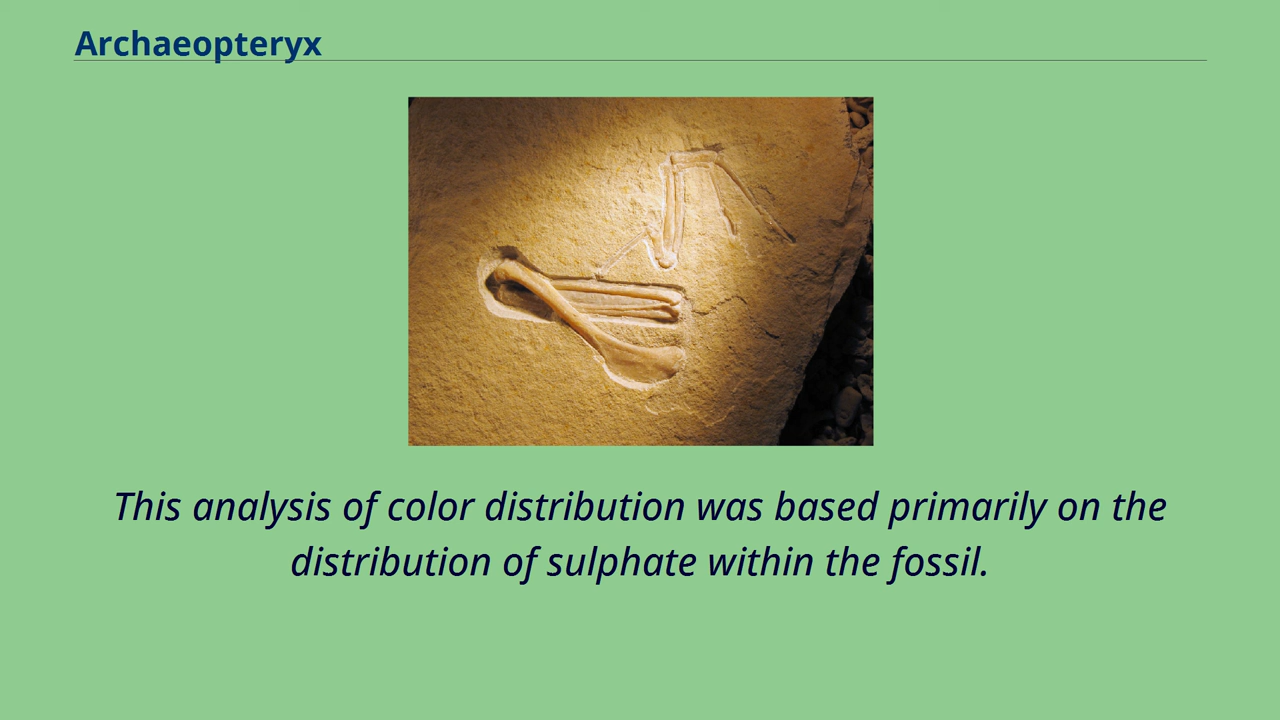 Archaeopteryx
This analysis of color distribution was based primarily on the
distribution of sulphate within the fossil.